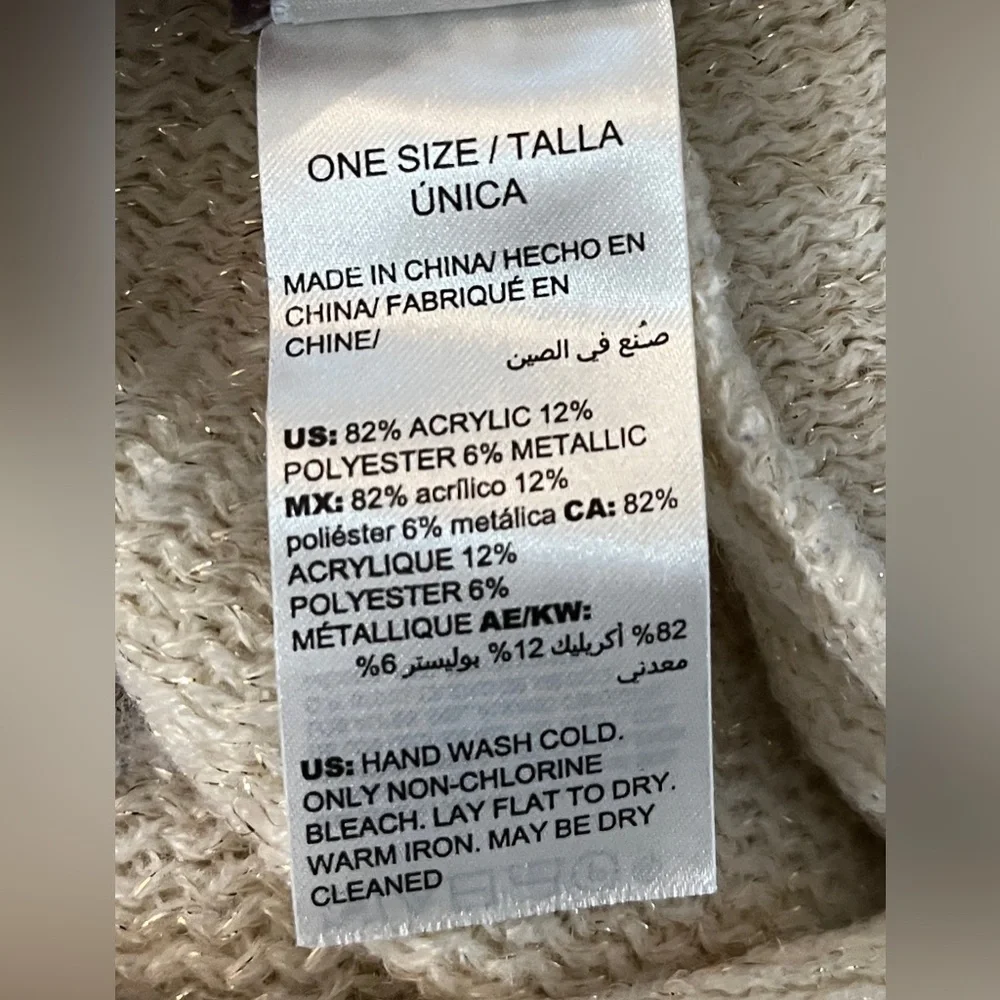 ONE SIZE / TALLA
ÚNICA
MADE IN CHINA/ HECHO EN
CHINA/ FABRIQUÉ EN
CHINE/
صُنع في الصين
US: 82% ACRYLIC 12%
POLYESTER 6% METALLIC
MX: 82% acrílico 12%
poliéster 6% metálica CA: 82%
ACRYLIQUE 12%
POLYESTER 6%
MÉTALLIQUE AE/KW:
82% أكريليك 12% بوليستر 6%
معدني
US: HAND WASH COLD.
ONLY NON-CHLORINE
BLEACH. LAY FLAT TO DRY.
WARM IRON. MAY BE DRY
CLEANED